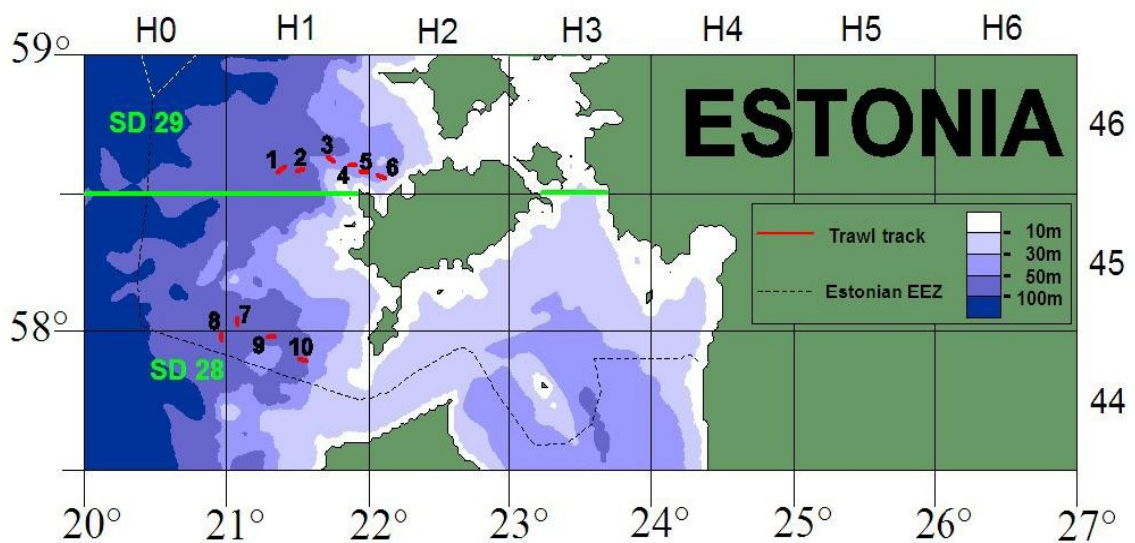 H0 H1 H2 H3 H4 H5 H6
59°
ESTONIA
46
SD 29
1 2 3 4 5 6
Trawl track
Estonian EEZ
10m
30m
50m
100m
45
58°
7
8
9
10
SD 28
44
20° 21° 22° 23° 24° 25° 26° 27°